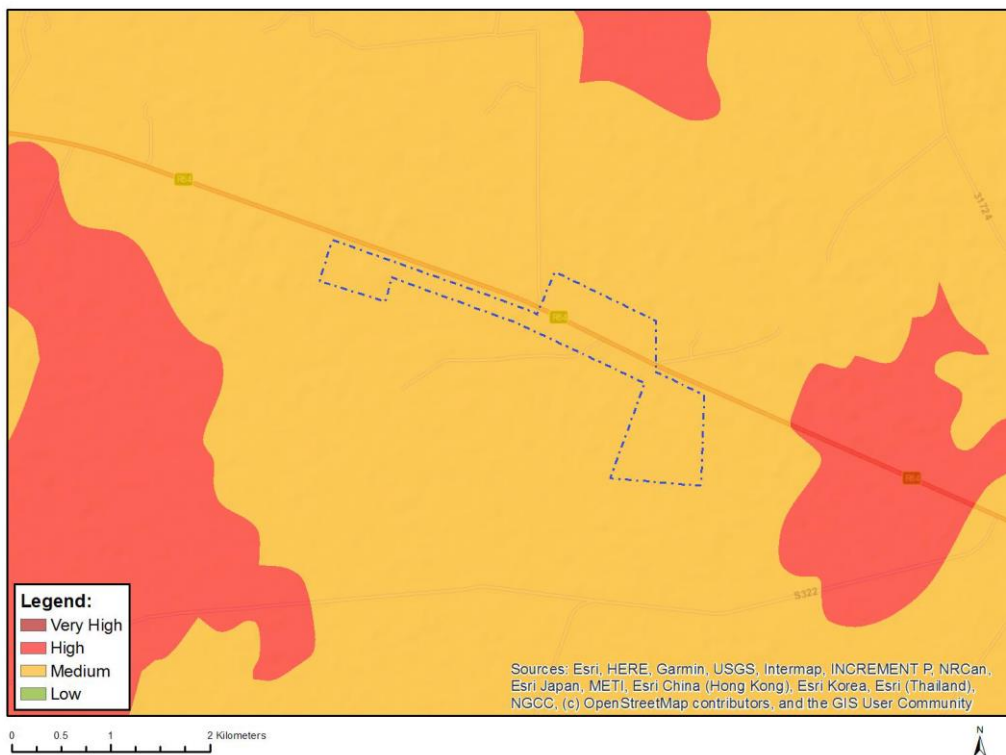 31724
S322
Legend:
Very High
High
Medium
Low
Sources: Esri, HERE, Garmin, USGS, Intermap, INCREMENT P, NRCan,
Esri Japan, METI, Esri China (Hong Kong), Esri Korea, Esri (Thailand),
NGCC, (c) OpenStreetMap contributors, and the GIS User Community
0 0.5 1 2 Kilometers
N